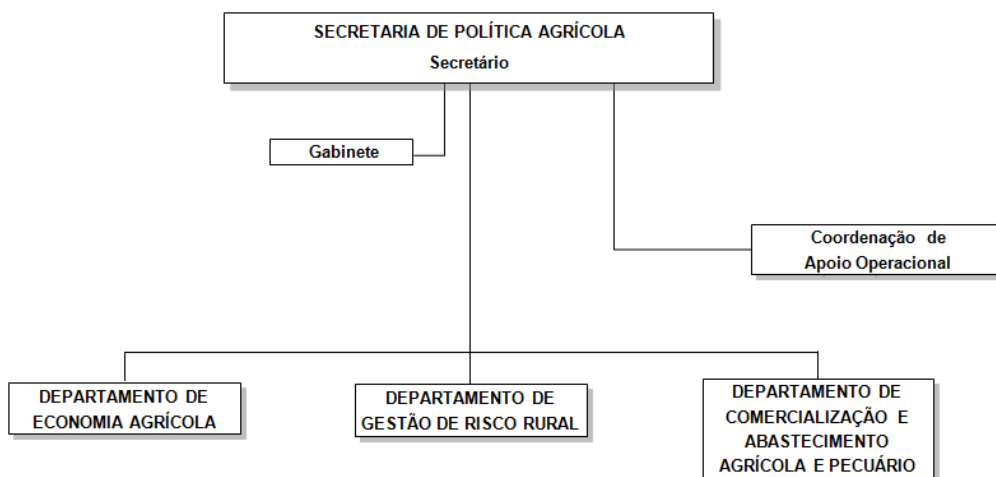 SECRETARIA DE POLÍTICA AGRÍCOLA
Secretário
Gabinete
Coordenação de
Apoio Operacional
DEPARTAMENTO DE
ECONOMIA AGRÍCOLA
DEPARTAMENTO DE
GESTÃO DE RISCO RURAL
DEPARTAMENTO DE
COMERCIALIZAÇÃO E
ABASTECIMENTO
AGRÍCOLA E PECUÁRIO